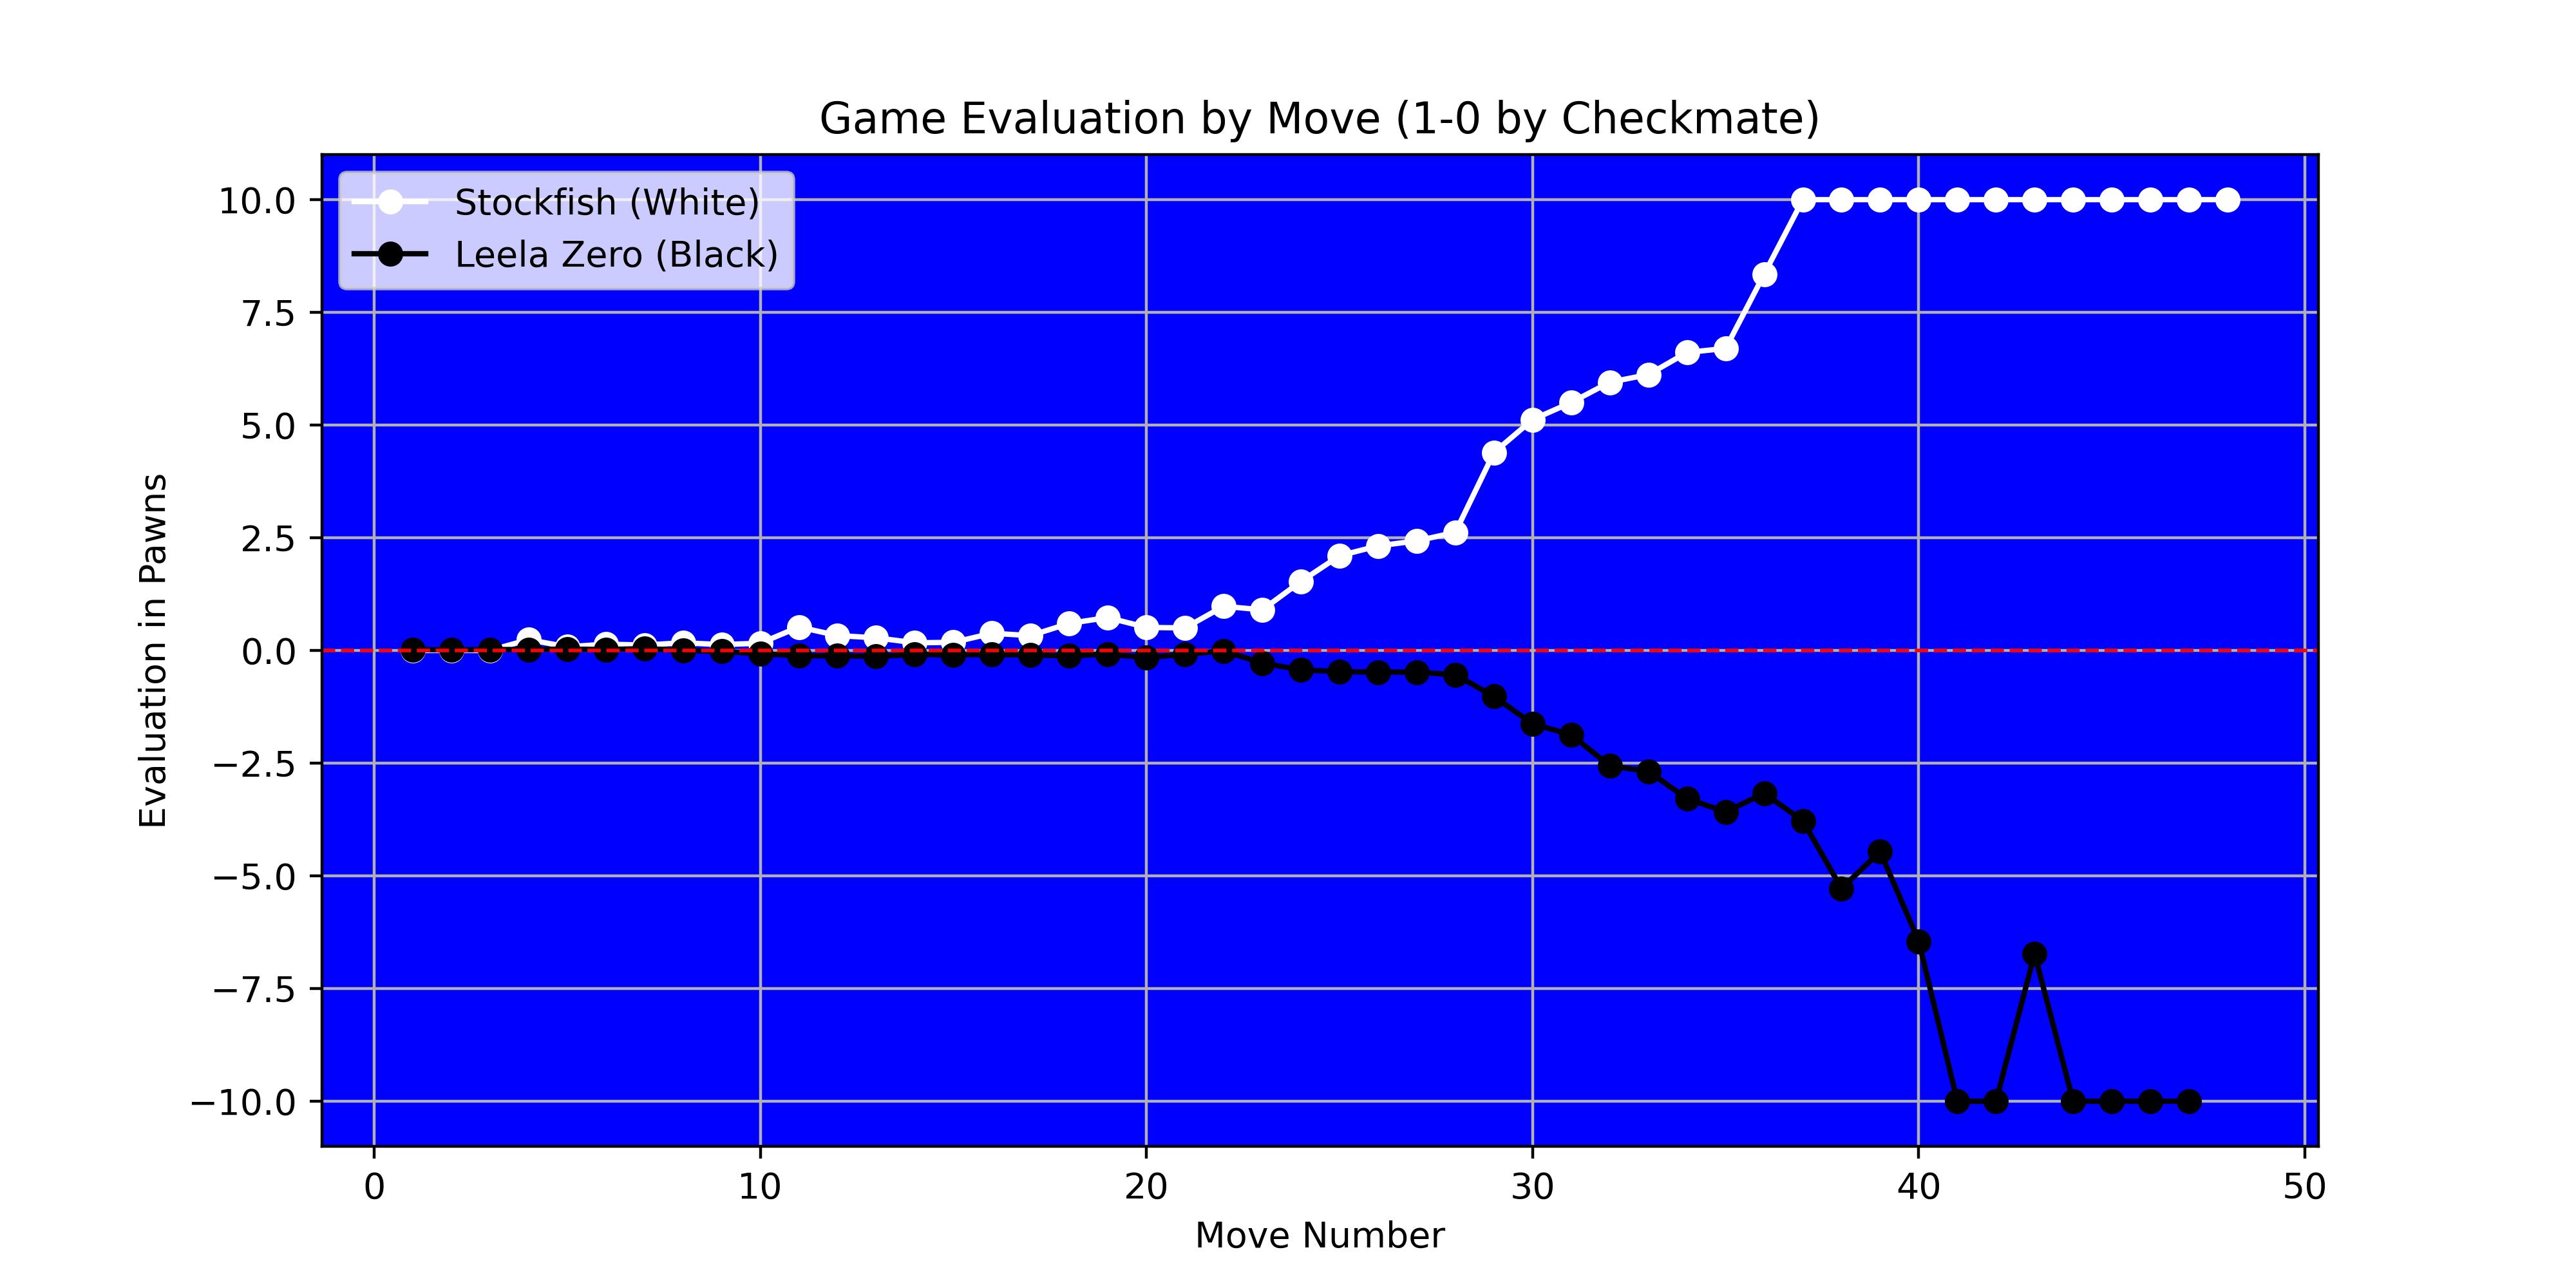 Game Evaluation by Move (1-0 by Checkmate)
Stockfish (White)
Leela Zero (Black)
Evaluation in Pawns
10.0
7.5
5.0
2.5
0.0
−2.5
−5.0
−7.5
−10.0
0 10 20 30 40 50
Move Number